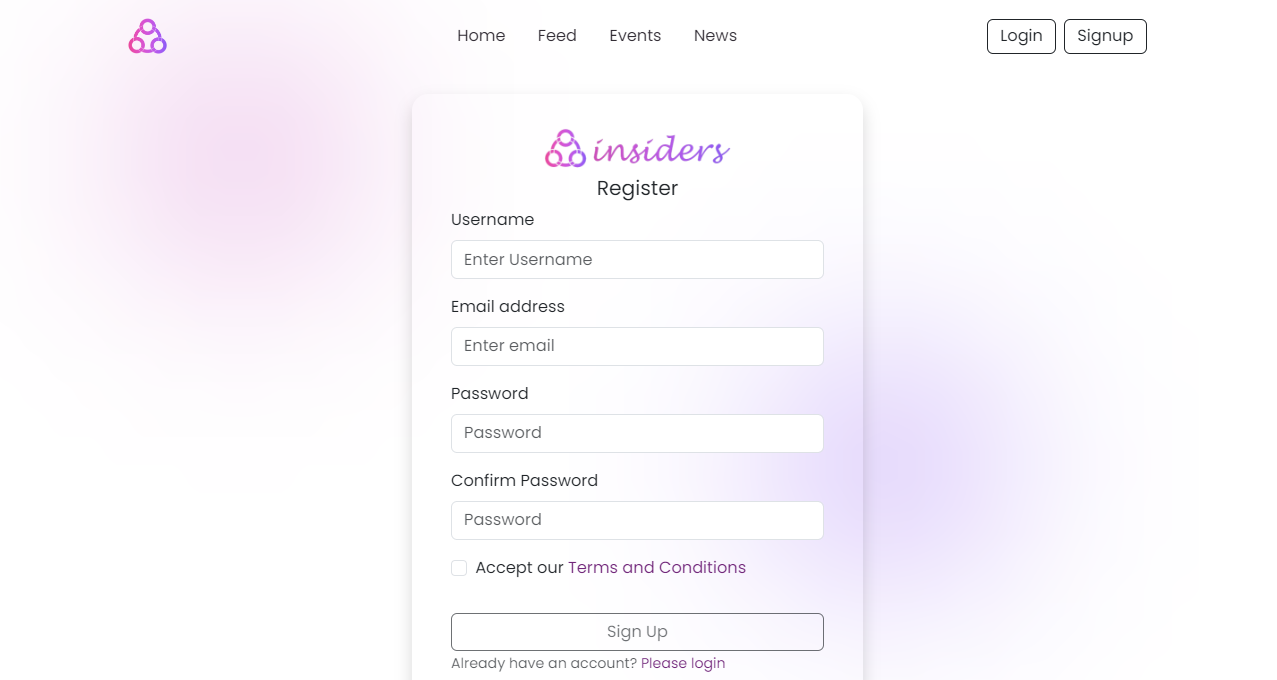 Home Feed Events News Login Signup
insiders
Register
Username
Enter Username
Email address
Enter email
Password
Password
Confirm Password
Password
Accept our Terms and Conditions
Sign Up
Already have an account? Please login